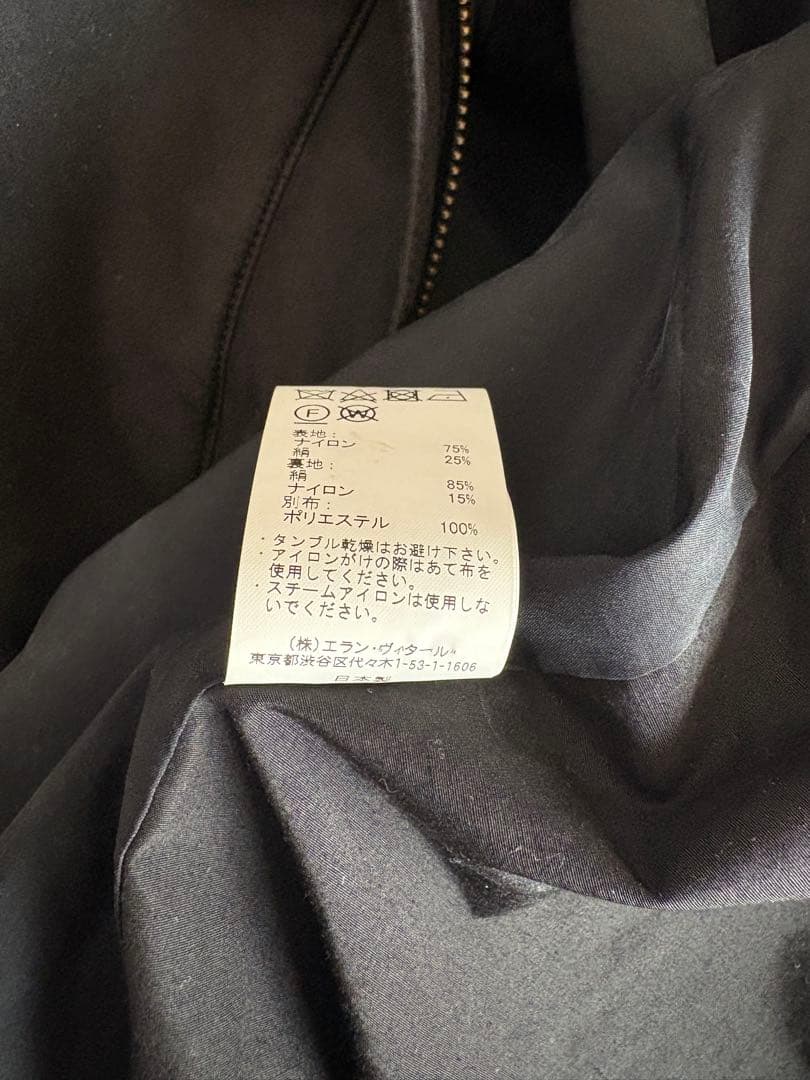 F W
表地：
ナイロン 75%
絹 25%
裏地：
絹 85%
ナイロン 15%
別布：
ポリエステル 100%
・タンブル乾燥はお避け下さい。
・アイロンがけの際はあて布を
使用してください。
・スチームアイロンは使用しな
いでください。
(株)エラン・ヴィタール
東京都渋谷区代々木1-53-1-1606
日本製